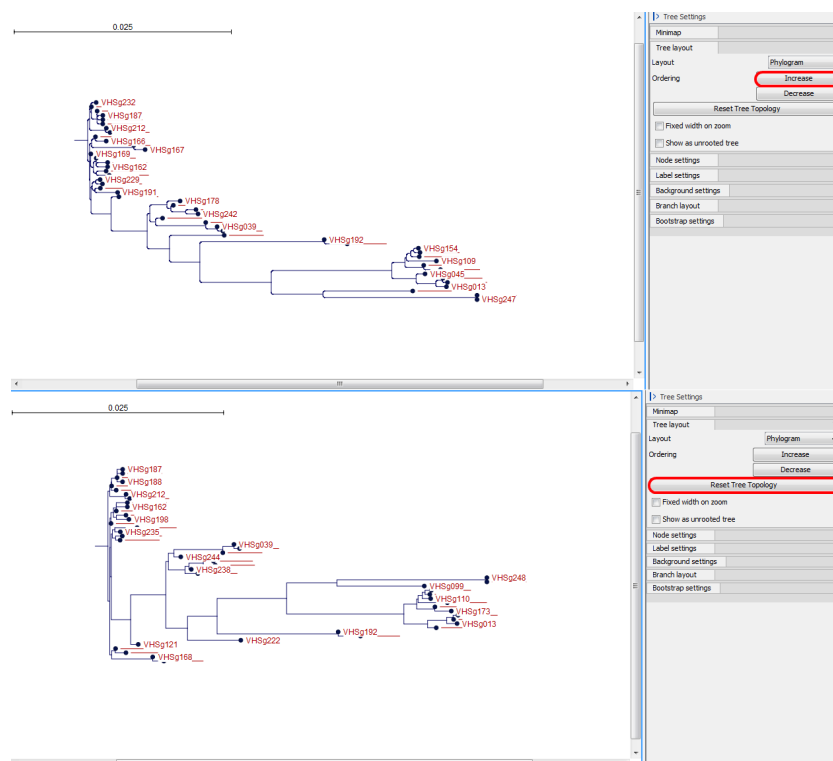 0.025
VHSg232
VHSg187
VHSg212_
VHSg166
VHSg167
VHSg169
VHSg162
VHSg229
VHSg191
VHSg178
VHSg242
VHSg039
VHSg192
VHSg154
VHSg109
VHSg045
VHSg013
VHSg247
Tree Settings
Minimap
Tree layout
Layout Phylogram
Ordering Increase
Decrease
Reset Tree Topology
Fixed width on zoom
Show as unrooted tree
Node settings
Label settings
Background settings
Branch layout
Bootstrap settings
0.025
VHSg187
VHSg188
VHSg212_
VHSg162
VHSg198
VHSg235
VHSg039
VHSg244
VHSg238
VHSg248
VHSg099
VHSg110
VHSg173
VHSg013
VHSg192
VHSg222
VHSg121
VHSg168
Tree Settings
Minimap
Tree layout
Layout Phylogram
Ordering Increase
Decrease
Reset Tree Topology
Fixed width on zoom
Show as unrooted tree
Node settings
Label settings
Background settings
Branch layout
Bootstrap settings